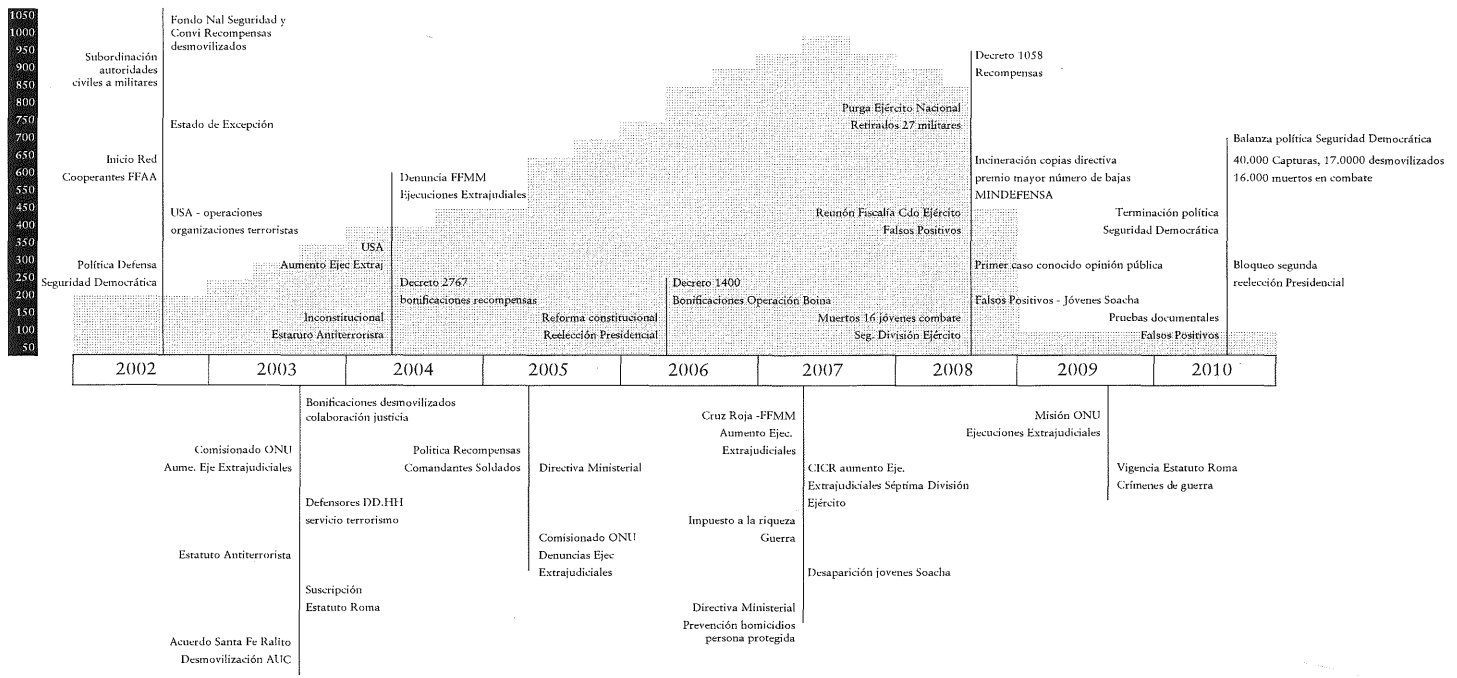 1050
1000
950
900
850
800
750
700
650
600
550
500
450
400
350
300
250
200
150
100
50
Subordinación
autoridades
civiles a militares
Inicio Red
Cooperantes FFAA
Política Defensa
Seguridad Democrática
Fondo Nal Seguridad y
Convi Recompensas
desmovilizados
Estado de Excepción
USA - operaciones
organizaciones terroristas
USA
Aumento Ejec Extraj
Inconstitucional
Estatuto Antiterrorista
Denuncia FFMM
Ejecuciones Extrajudiales
Decreto 2767
bonificaciones recompensas
Reforma constitucional
Reelección Presidencial
Decreto 1400
Bonificaciones Operación Boina
Purga Ejército Nacional
Retirados 27 militares
Reunón Fiscalía Cdo Ejército
Falsos Positivos
Muertos 16 jóvenes combate
Seg. División Ejército
Decreto 1058
Recompensas
Incineración copias directiva
premio mayor número de bajas
MINDEFENSA
Primer caso conocido opinión pública
Falsos Positivos - Jóvenes Soacha
Terminación política
Seguridad Democrática
Pruebas documentales
Falsos Positivos
Balanza política Seguridad Democrática
40.000 Capturas, 17.0000 desmovilizados
16.000 muertos en combate
Bloqueo segunda
reelección Presidencial
2002 2003 2004 2005 2006 2007 2008 2009 2010
Comisionado ONU
Aume. Eje Extrajudiciales
Estatuto Antiterrorista
Acuerdo Santa Fe Ralito
Desmovilización AUC
Bonificaciones desmovilizados
colaboración justicia
Defensores DD.HH
servicio terrorismo
Suscripción
Estatuto Roma
Politica Recompensas
Comandantes Soldados
Directiva Ministerial
Comisionado ONU
Denuncias Ejec
Extrajudiciales
Cruz Roja -FFMM
Aumento Ejec.
Extrajudiciales
Impuesto a la riqueza
Guerra
Directiva Ministerial
Prevención homicidios
persona protegida
CICR aumento Eje.
Extrajudiciales Séptima División
Ejército
Desaparición jovenes Soacha
Misión ONU
Ejecuciones Extrajudiciales
Vigencia Estatuto Roma
Crímenes de guerra